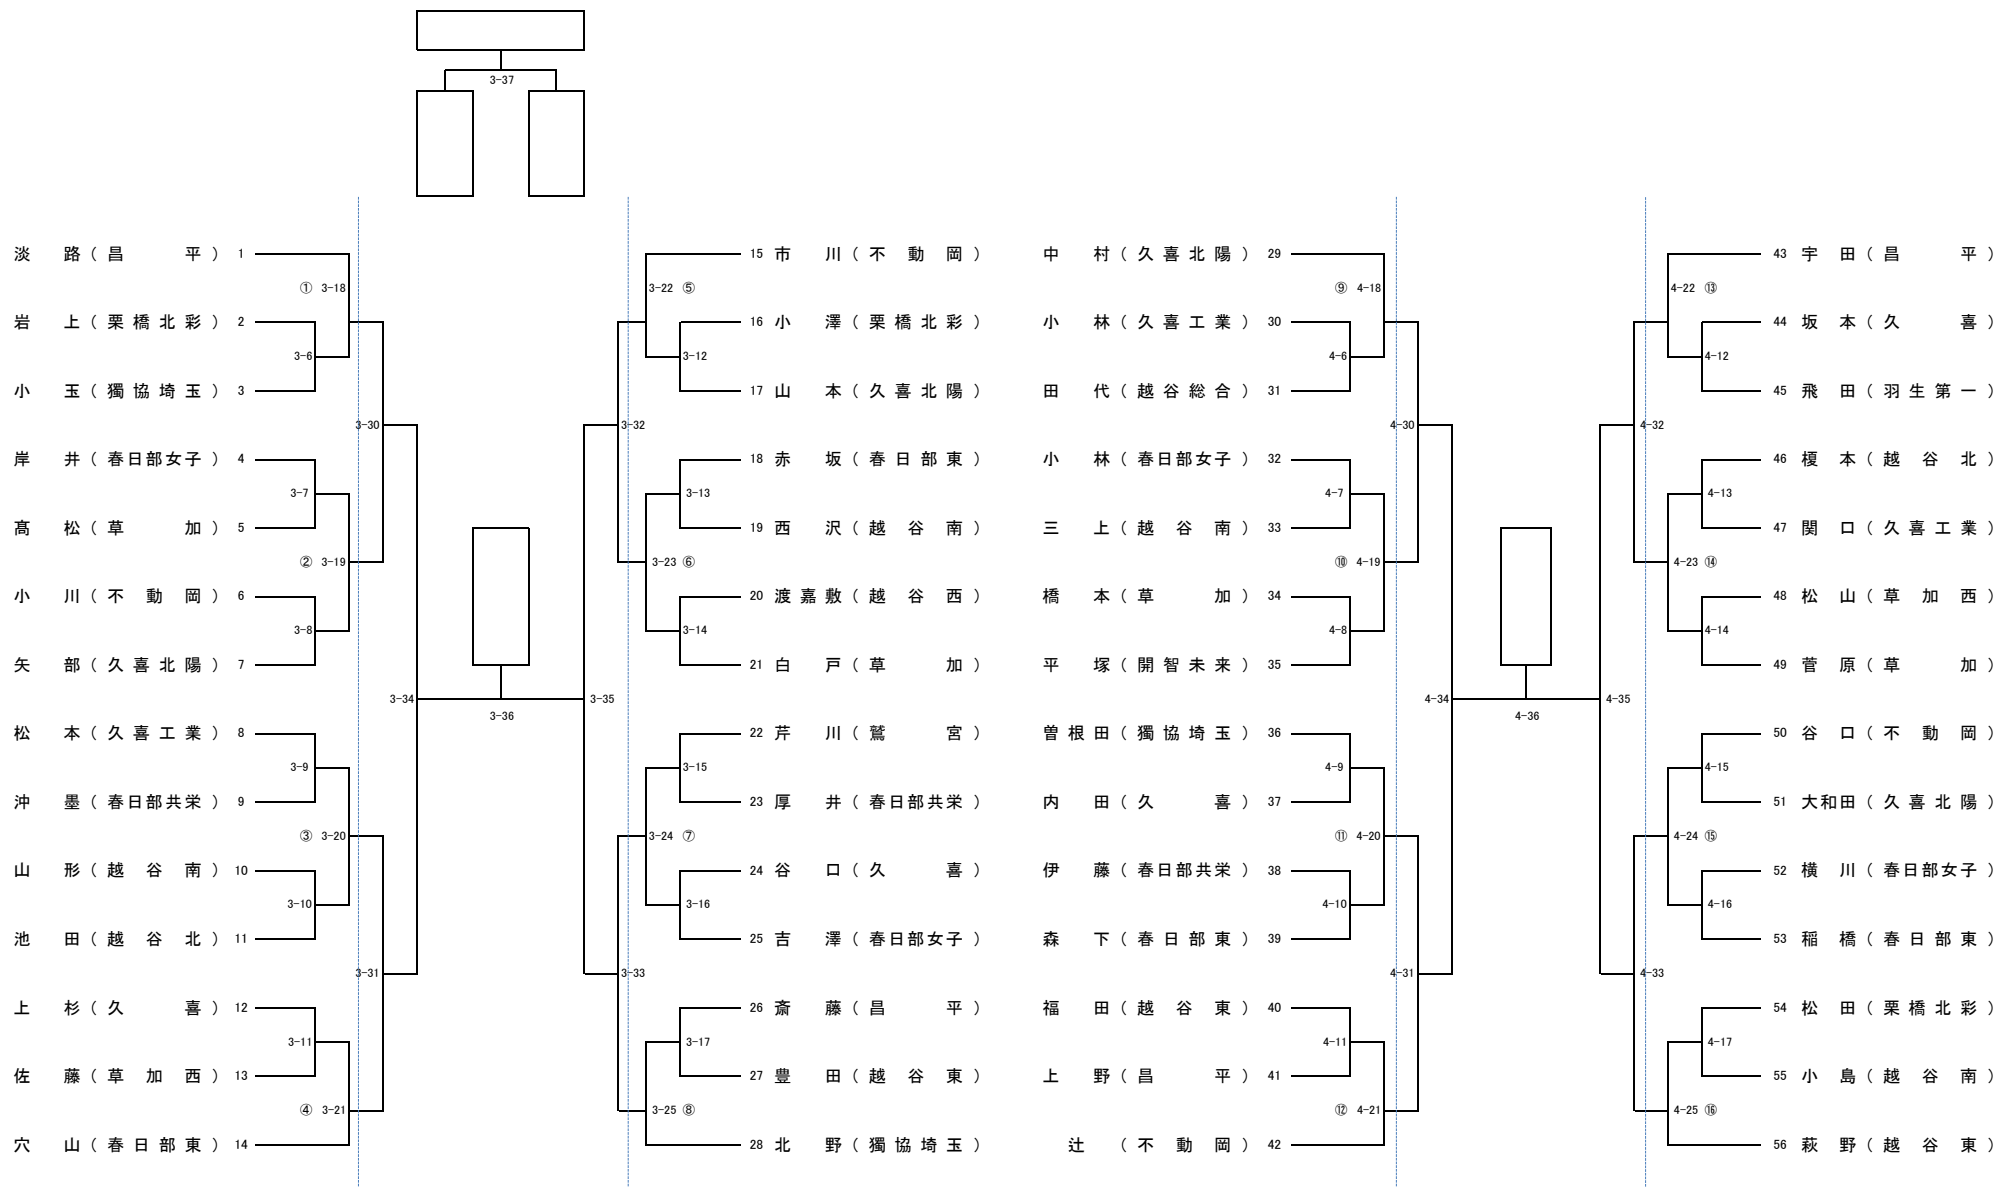 3-37
淡路（昌平） 1 15 市川（不動岡） 中村（久喜北陽） 29 43 宇田（昌平）
① 3-18 3-22 ⑤ ⑨ 4-18 4-22 ⑬
岩上（栗橋北彩） 2 16 小澤（栗橋北彩） 小林（久喜工業） 30 44 坂本（久喜）
3-6 3-12 4-6 4-12
小玉（獨協埼玉） 3 17 山本（久喜北陽） 田代（越谷総合） 31 45 飛田（羽生第一）
3-30 3-32 4-30 4-32
岸井（春日部女子） 4 18 赤坂（春日部東） 小林（春日部女子） 32 46 榎本（越谷北）
3-7 3-13 4-7 4-13
髙松（草加） 5 19 西沢（越谷南） 三上（越谷南） 33 47 関口（久喜工業）
② 3-19 3-23 ⑥ ⑩ 4-19 4-23 ⑭
小川（不動岡） 6 20 渡嘉敷（越谷西） 橋本（草加） 34 48 松山（草加西）
3-8 3-14 4-8 4-14
矢部（久喜北陽） 7 21 白戸（草加） 平塚（開智未来） 35 49 菅原（草加）
3-34 3-35 4-34 4-35
3-36 4-36
松本（久喜工業） 8 22 芹川（鷲宮） 曽根田（獨協埼玉） 36 50 谷口（不動岡）
3-9 3-15 4-9 4-15
沖墨（春日部共栄） 9 23 厚井（春日部共栄） 内田（久喜） 37 51 大和田（久喜北陽）
③ 3-20 3-24 ⑦ ⑪ 4-20 4-24 ⑮
山形（越谷南） 10 24 谷口（久喜） 伊藤（春日部共栄） 38 52 横川（春日部女子）
3-10 3-16 4-10 4-16
池田（越谷北） 11 25 吉澤（春日部女子） 森下（春日部東） 39 53 稲橋（春日部東）
3-31 3-33 4-31 4-33
上杉（久喜） 12 26 斎藤（昌平） 福田（越谷東） 40 54 松田（栗橋北彩）
3-11 3-17 4-11 4-17
佐藤（草加西） 13 27 豊田（越谷東） 上野（昌平） 41 55 小島（越谷南）
④ 3-21 3-25 ⑧ ⑫ 4-21 4-25 ⑯
穴山（春日部東） 14 28 北野（獨協埼玉） 辻（不動岡） 42 56 萩野（越谷東）